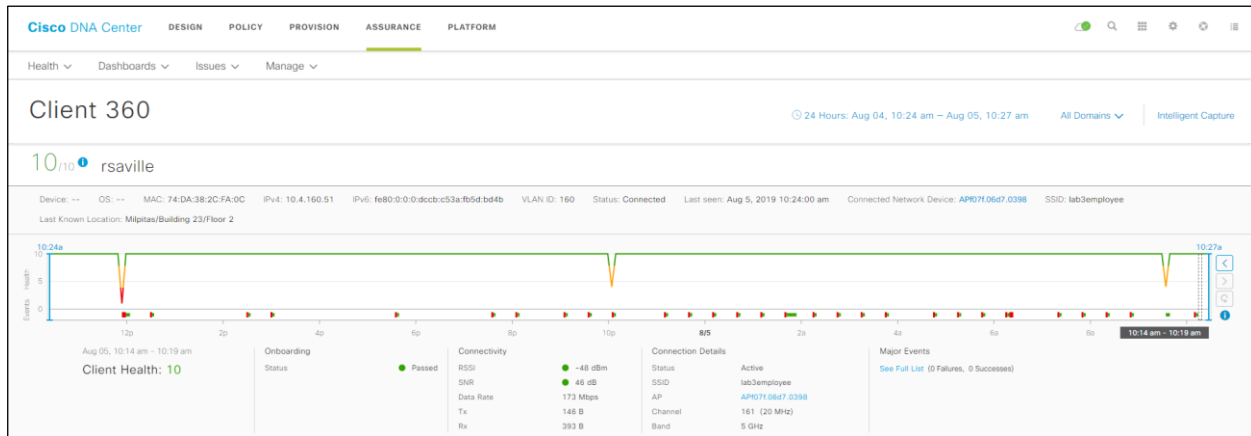 Cisco DNA Center DESIGN POLICY PROVISION ASSURANCE PLATFORM
Health Dashboards Issues Manage
Client 360
24 Hours: Aug 04, 10:24 am – Aug 05, 10:27 am All Domains Intelligent Capture
10/10 rsaville
Device: -- OS: -- MAC: 74:DA:38:2C:FA:0C IPv4: 10.4.160.51 IPv6: fe80:0:0:0:dccb:c53a:fb5d:bd4b VLAN ID: 160 Status: Connected Last seen: Aug 5, 2019 10:24:00 am Connected Network Device: APf07f.06d7.0398 SSID: lab3employee
Last Known Location: Milpitas/Building 23/Floor 2
10:24a 10:27a
10
Health
5
Events
0
12p 2p 4p 6p 8p 10p 8/5 2a 4a 6a 8a 10:14 am - 10:19 am
Aug 05, 10:14 am - 10:19 am Onboarding Connectivity Connection Details Major Events
Client Health: 10 Status Passed RSSI -48 dBm Status Active See Full List (0 Failures, 0 Successes)
SNR 46 dB SSID lab3employee
Data Rate 173 Mbps AP APf07f.06d7.0398
Tx 146 B Channel 161 (20 MHz)
Rx 393 B Band 5 GHz